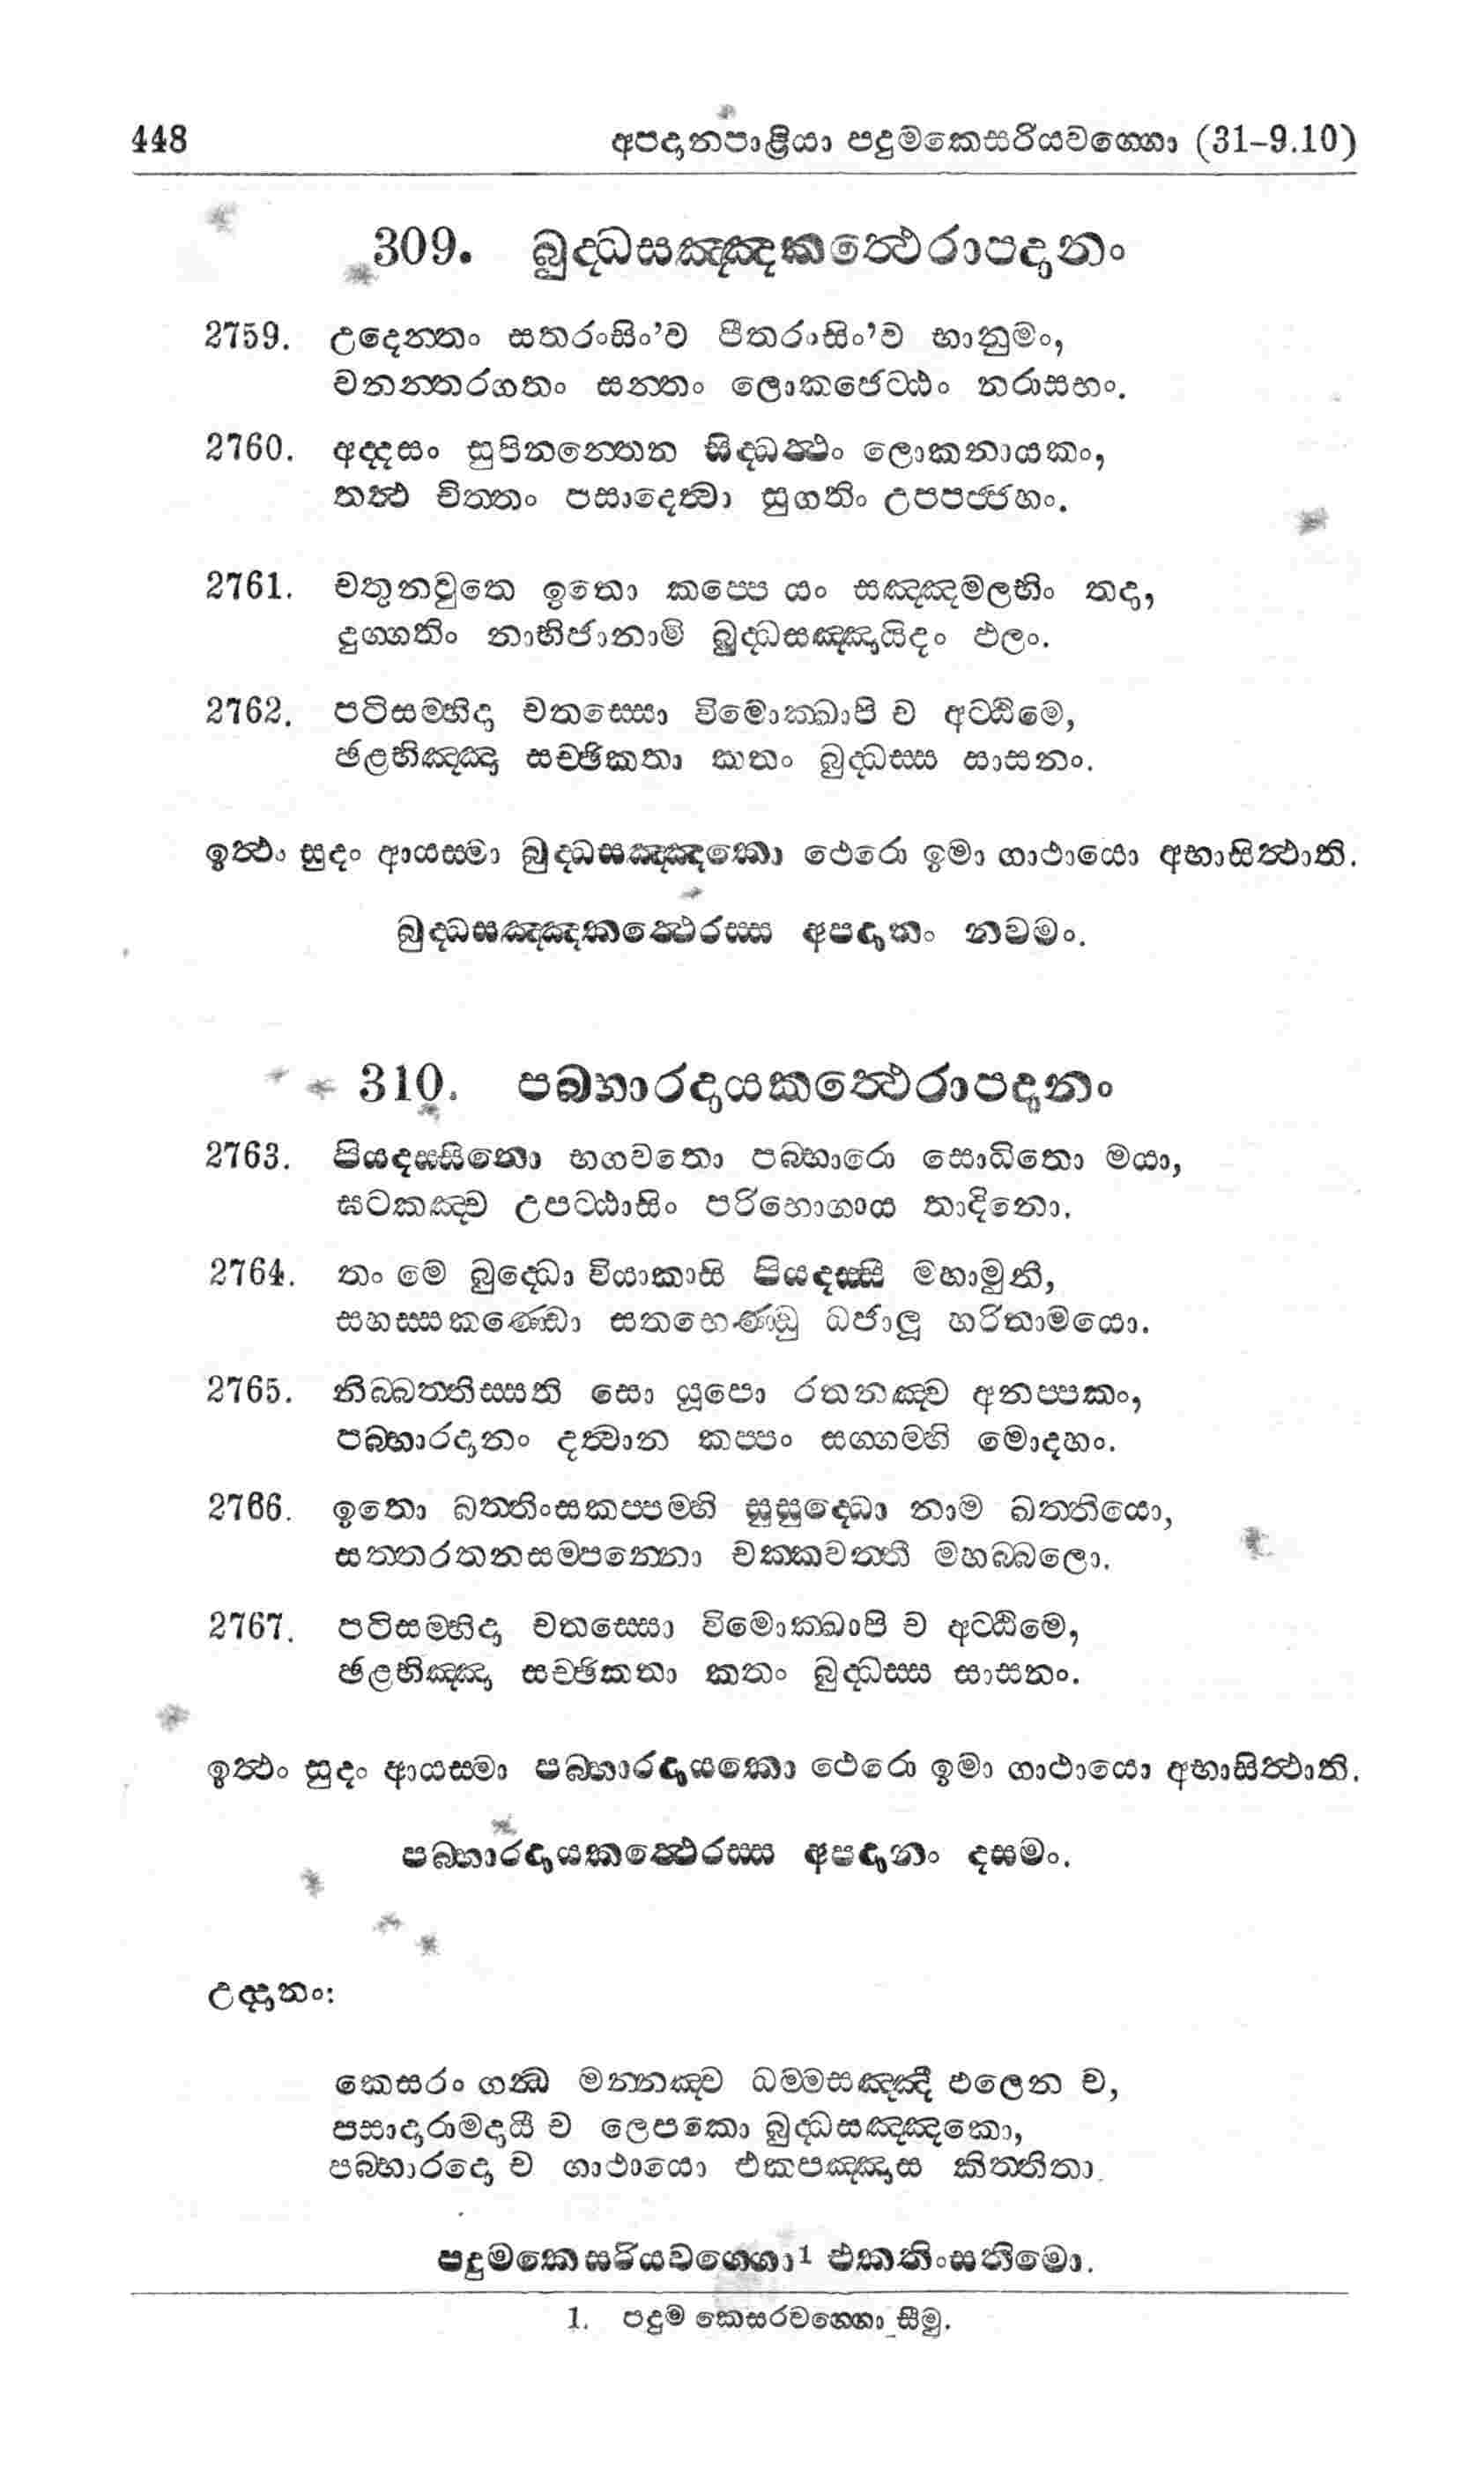 448 අපදානපාළියා පදුමකෙසරියවග්ගො (31-9.10)
309. බුද්ධසඤ්ඤකත්ථෙරාපදානං
2759. උදෙන්තං සතරංසිං'ව පීතරංසිං'ව භානුමං,
වනන්තරගතං සන්තං ලොකජෙට්ඨං නරාසභං.
2760. අද්දසං සුපිනන්තෙන සිද්ධත්ථං ලොකනායකං,
තත්ථ චිත්තං පසාදෙත්වා සුගතිං උපපජ්ජහං.
2761. චතුනවුතෙ ඉතො කප්පෙ යං සඤ්ඤමලභිං තදා,
දුග්ගතිං නාභිජානාමි බුද්ධසඤ්ඤායිදං ඵලං.
2762. පටිසම්භිදා චතස්සො විමොක්ඛාපි ච අට්ඨිමෙ,
ඡළභිඤ්ඤා සච්ඡිකතා කතං බුද්ධස්ස සාසනං.
ඉත්ථං සුදං ආයස්මා බුද්ධසඤ්ඤකො ථෙරො ඉමා ගාථායො අභාසිත්ථාති.
බුද්ධසඤ්ඤකත්ථෙරස්ස අපදානං නවමං.
310. පබ්භාරදායකත්ථෙරාපදානං
2763. පියදස්සිනො භගවතො පබ්භාරො සොධිතො මයා,
ඝටකඤ්ච උපට්ඨාසිං පරිභොගාය තාදිනො.
2764. තං මෙ බුද්ධො වියාකාසි පියදස්සී මහාමුනි,
සහස්සකණ්ඩො සතභෙණ්ඩු ධජාලූ හරිතාමයො.
2765. නිබ්බත්තිස්සති සො යූපො රතනඤ්ච අනප්පකං,
පබ්භාරදානං දත්වාන කප්පං සග්ගම්හි මොදහං.
2766. ඉතො බත්තිංසකප්පම්හි සුසුද්ධො නාම ඛත්තියො,
සත්තරතනසම්පන්නො චක්කවත්තී මහබ්බලො.
2767. පටිසම්භිදා චතස්සො විමොක්ඛාපි ච අට්ඨිමෙ,
ඡළභිඤ්ඤා සච්ඡිකතා කතං බුද්ධස්ස සාසනං.
ඉත්ථං සුදං ආයස්මා පබ්භාරදායකො ථෙරො ඉමා ගාථායො අභාසිත්ථාති.
පබ්භාරදායකත්ථෙරස්ස අපදානං දසමං.
උද්දානං:
කෙසරං ගන්ධ මන්නඤ්ච ධම්මසඤ්ඤී ඵලෙන ච,
පසාදාරාමදායී ච ලෙපකො බුද්ධසඤ්ඤකො,
පබ්භාරදො ච ගාථායො එකපඤ්ඤාස කිත්තිතා.
පදුමකෙසරියවග්ගො1 එකතිංසතිමො.
1. පදුම කෙසරවග්ගො_සීමු.